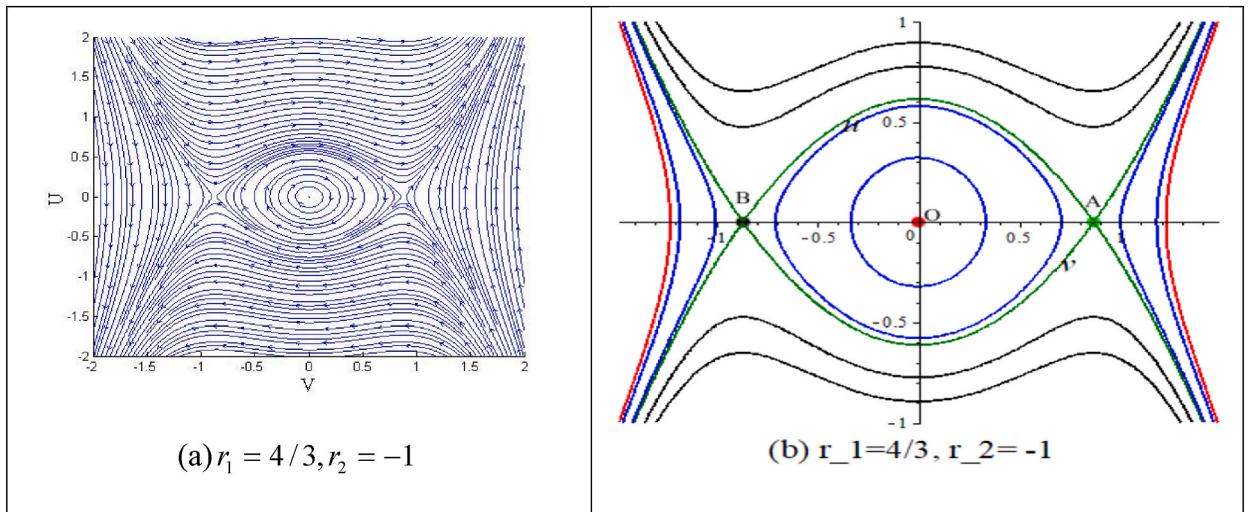 2
1.5
1
0.5
0
-0.5
-1
-1.5
-2
U
-2 -1.5 -1 -0.5 0 0.5 1 1.5 2
V
(a) r₁ = 4/3, r₂ = −1
1
0.5
u
B O A
-1 -0.5 0 0.5 1
v
-0.5
-1
(b) r_1=4/3, r_2= -1